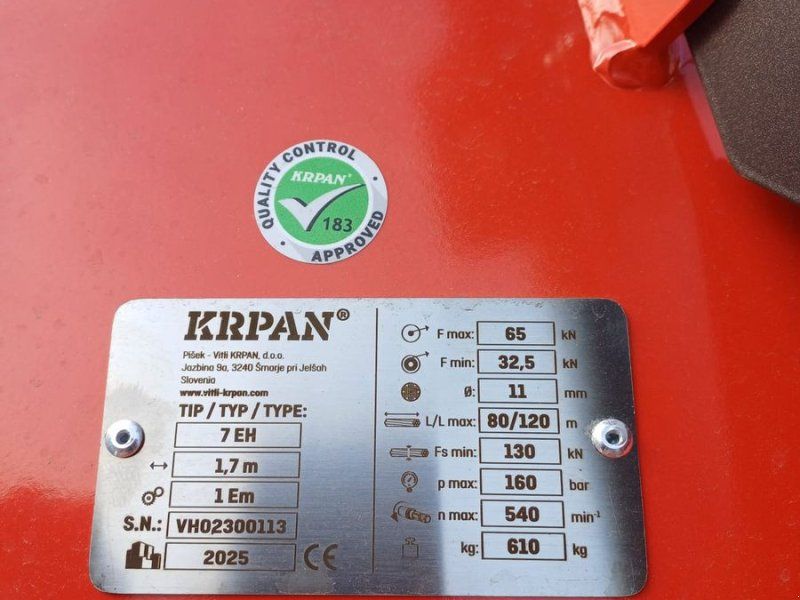 QUALITY CONTROL
KRPAN®
183
APPROVED
KRPAN®
Pišek - Vitli KRPAN, d.o.o.
Jazbina 9a, 3240 Šmarje pri Jelšah
Slovenia
www.vitli-krpan.com
TIP / TYP / TYPE:
7 EH
1,7 m
1 Em
S.N.: VH02300113
2025 CE
F max: 65 kN
F min: 32,5 kN
Ø: 11 mm
L/L max: 80/120 m
Fs min: 130 kN
p max: 160 bar
n max: 540 min⁻¹
kg: 610 kg